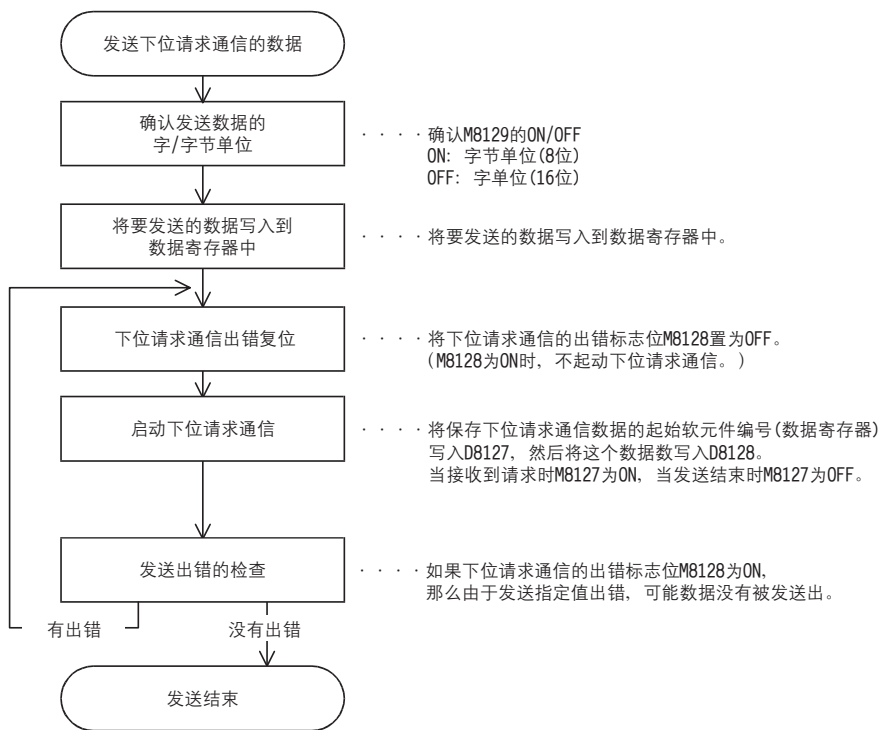 发送下位请求通信的数据
确认发送数据的
字/字节单位
· · · · 确认M8129的ON/OFF
ON: 字节单位(8位)
OFF: 字单位(16位)
将要发送的数据写入到
数据寄存器中
· · · · 将要发送的数据写入到数据寄存器中。
下位请求通信出错复位
· · · · 将下位请求通信的出错标志位M8128置为OFF。
(M8128为ON时, 不起动下位请求通信。)
启动下位请求通信
· · · · 将保存下位请求通信数据的起始软元件编号(数据寄存器)
写入D8127, 然后将这个数据数写入D8128。
当接收到请求时M8127为ON, 当发送结束时M8127为OFF。
发送出错的检查
· · · · 如果下位请求通信的出错标志位M8128为ON,
那么由于发送指定值出错, 可能数据没有被发送出。
有出错
没有出错
发送结束